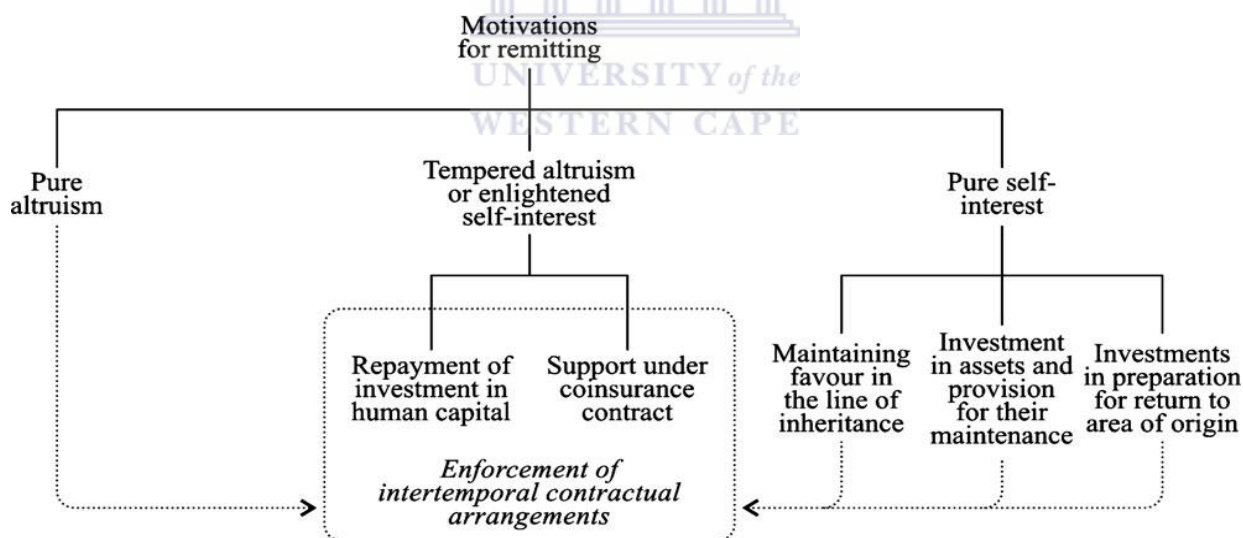 Motivations
for remitting
UNIVERSITY of the
WESTERN CAPE
Pure
altruism
Tempered altruism
or enlightened
self-interest
Pure self-
interest
Repayment of
investment in
human capital
Support under
coinsurance
contract
Enforcement of
intertemporal contractual
arrangements
Maintaining
favour in
the line of
inheritance
Investment
in assets and
provision
for their
maintenance
Investments
in preparation
for return to
area of origin